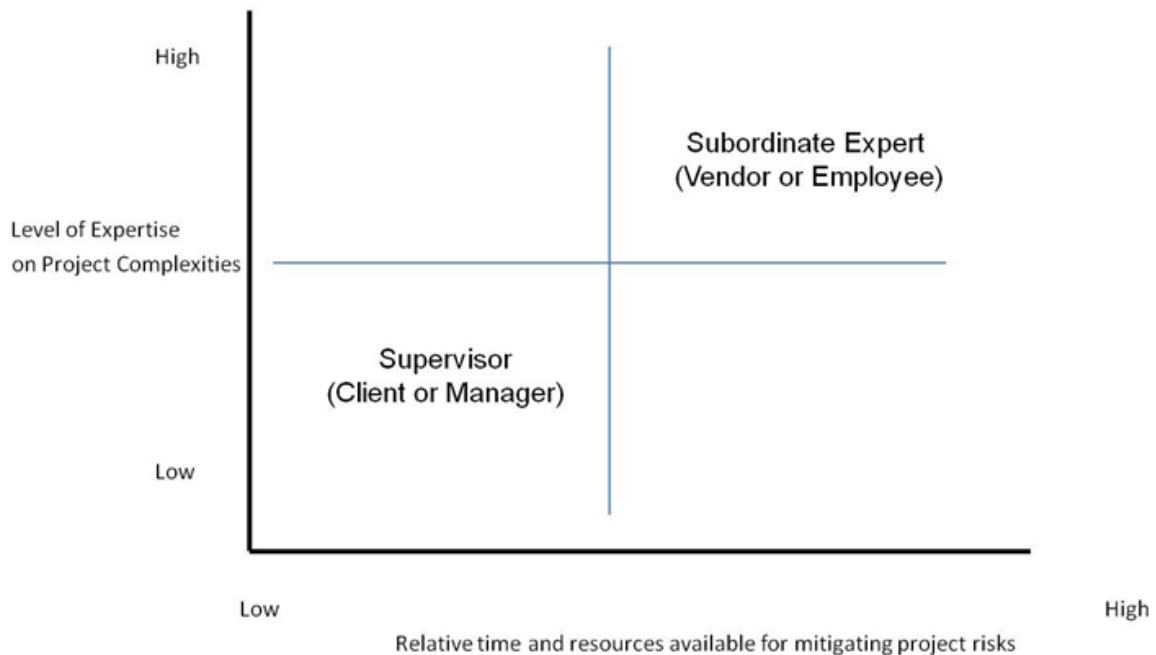 High
Subordinate Expert
(Vendor or Employee)
Level of Expertise
on Project Complexities
Supervisor
(Client or Manager)
Low
Low
High
Relative time and resources available for mitigating project risks